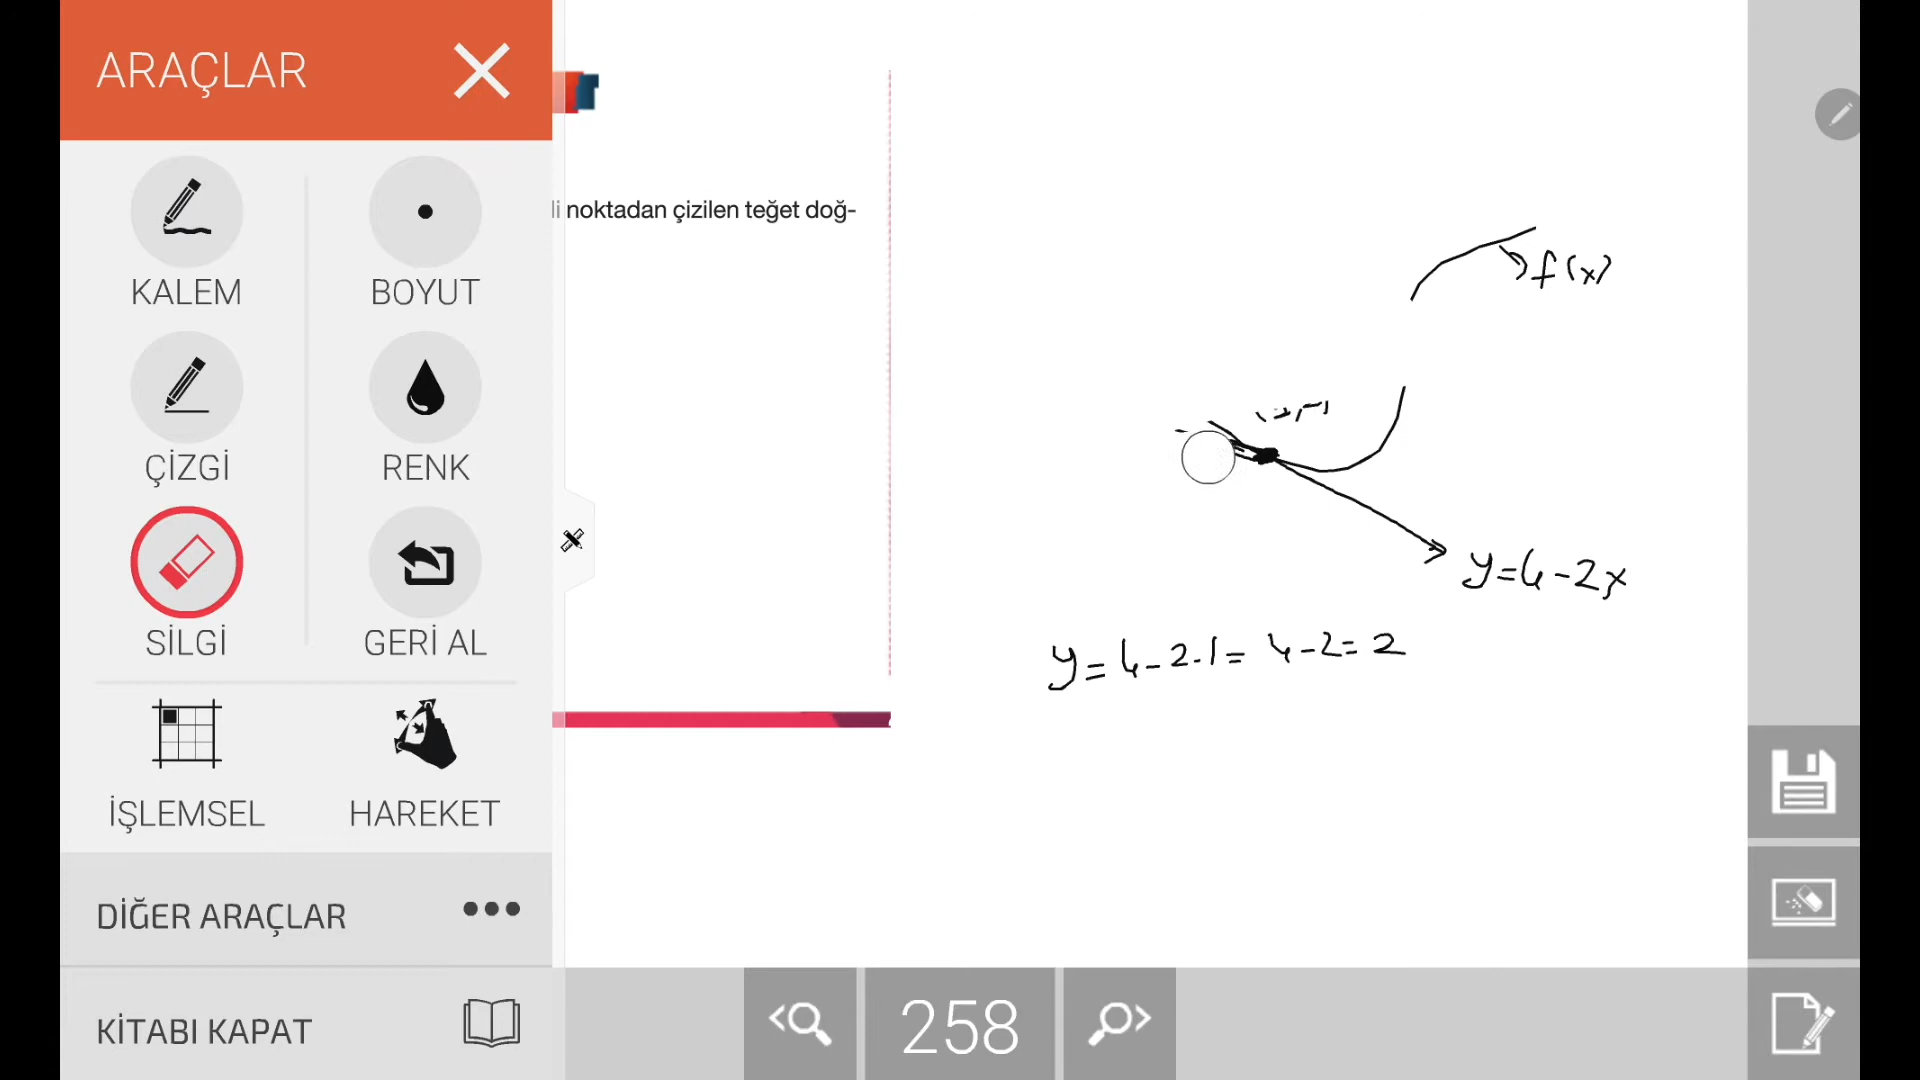 ARAÇLAR
KALEM
BOYUT
ÇİZGİ
RENK
SİLGİ
GERİ AL
İŞLEMSEL
HAREKET
DİĞER ARAÇLAR
KİTABI KAPAT
noktadan çizilen teğet doğ-
f(x)
y=4-2x
y=4-2.1=4-2=2
258